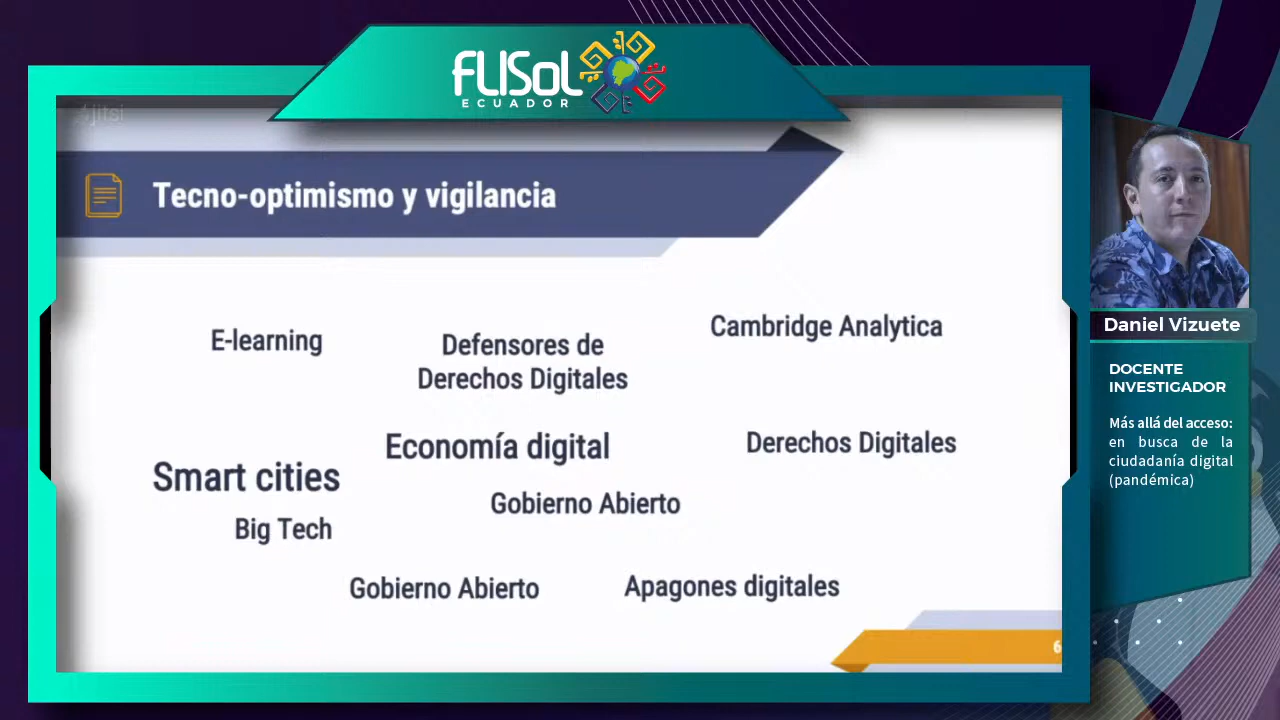 FLISoL
ECUADOR
jitsi
Tecno-optimismo y vigilancia
E-learning
Defensores de
Derechos Digitales
Cambridge Analytica
Economía digital
Derechos Digitales
Smart cities
Gobierno Abierto
Big Tech
Gobierno Abierto
Apagones digitales
6
Daniel Vizuete
DOCENTE
INVESTIGADOR
Más allá del acceso:
en busca de la
ciudadanía digital
(pandémica)